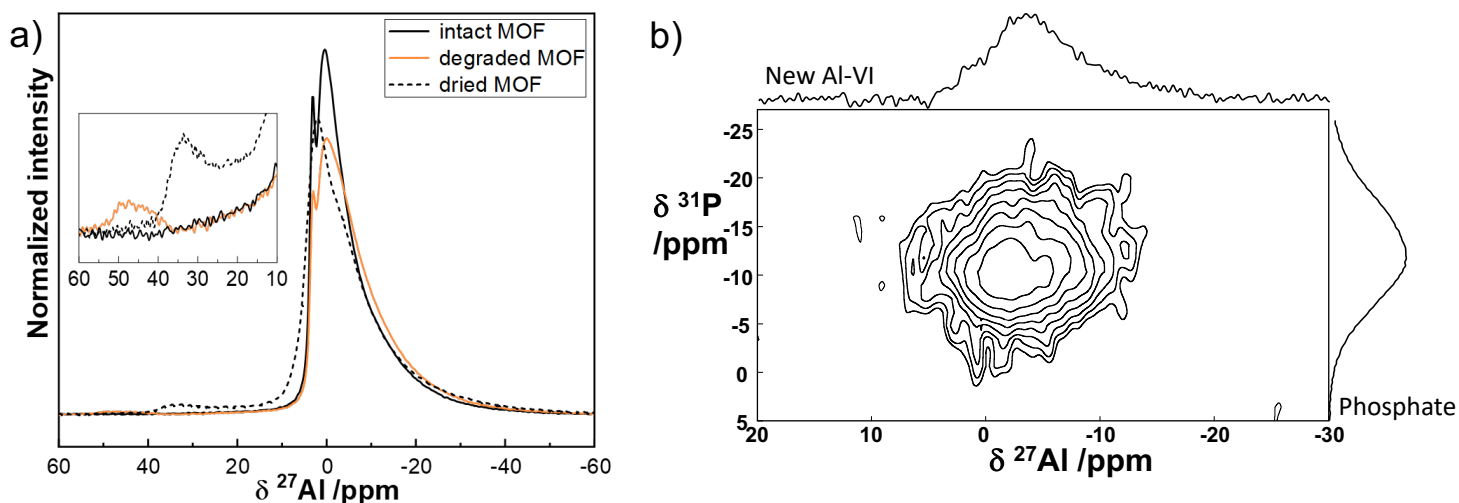 a)
Normalized intensity
intact MOF
degraded MOF
dried MOF
60 50 40 30 20 10
60 40 20 0 -20 -40 -60
δ ²⁷Al /ppm
b)
New Al-VI
-25
-20
δ ³¹P
-15
/ppm
-10
-5
0
5
20 10 0 -10 -20 -30
Phosphate
δ ²⁷Al /ppm